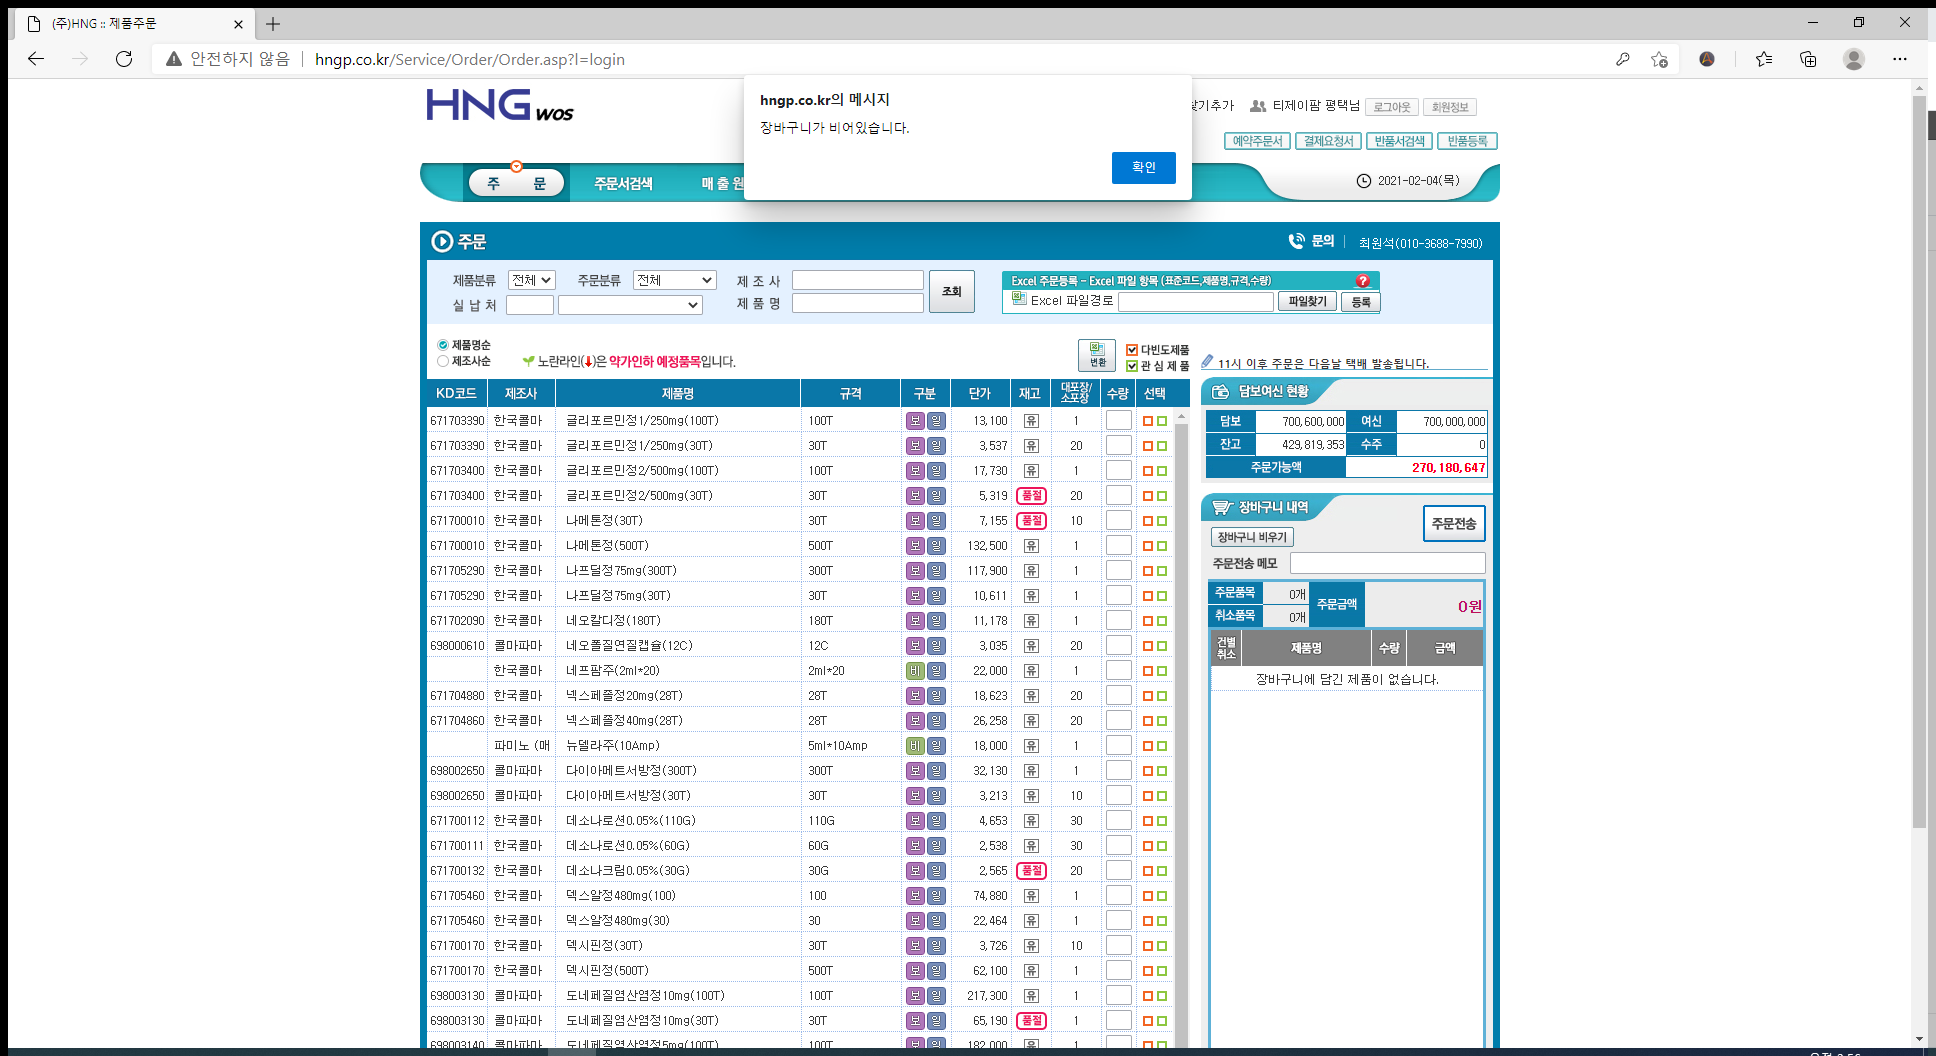 (주)HNG :: 제품주문
안전하지 않음 hngp.co.kr/Service/Order/Order.asp?l=login
HNG wos
hngp.co.kr의 메시지
장바구니가 비어있습니다.
확인
찾기추가 티제이팜 평택님 로그아웃 회원정보
예약주문서 결제요청서 반품서검색 반품등록
주 문 주문서검색 매 출 원 2021-02-04(목)
주문 문의 최원석(010-3688-7990)
제품분류 전체 주문분류 전체 제 조 사 조회
실 납 처 제 품 명
Excel 주문등록 - Excel 파일 항목 (표준코드,제품명,규격,수량) ?
Excel 파일경로 파일찾기 등록
제품명순
제조사순 노란라인(↓)은 약가인하 예정품목입니다.
변환 다빈도제품
관 심 제 품
11시 이후 주문은 다음날 택배 발송됩니다.
KD코드 제조사 제품명 규격 구분 단가 재고 대포장/소포장 수량 선택
671703390 한국콜마 글리포르민정1/250mg(100T) 100T 보 일 13,100 유 1
671703390 한국콜마 글리포르민정1/250mg(30T) 30T 보 일 3,537 유 20
671703400 한국콜마 글리포르민정2/500mg(100T) 100T 보 일 17,730 유 1
671703400 한국콜마 글리포르민정2/500mg(30T) 30T 보 일 5,319 품절 20
671700010 한국콜마 나메톤정(30T) 30T 보 일 7,155 품절 10
671700010 한국콜마 나메톤정(500T) 500T 보 일 132,500 유 1
671705290 한국콜마 나프덜정75mg(300T) 300T 보 일 117,900 유 1
671705290 한국콜마 나프덜정75mg(30T) 30T 보 일 10,611 유 1
671702090 한국콜마 네오칼디정(180T) 180T 보 일 11,178 유 1
698000610 콜마파마 네오폴질연질캡슐(12C) 12C 보 일 3,035 유 20
한국콜마 네프팜주(2ml*20) 2ml*20 비 일 22,000 유 1
671704880 한국콜마 넥스페플정20mg(28T) 28T 보 일 18,623 유 20
671704860 한국콜마 넥스페플정40mg(28T) 28T 보 일 26,258 유 20
파미노 (매 뉴델라주(10Amp) 5ml*10Amp 비 일 18,000 유 1
698002650 콜마파마 다이아메트서방정(300T) 300T 보 일 32,130 유 1
698002650 콜마파마 다이아메트서방정(30T) 30T 보 일 3,213 유 10
671700112 한국콜마 데소나로션0.05%(110G) 110G 보 일 4,653 유 30
671700111 한국콜마 데소나로션0.05%(60G) 60G 보 일 2,538 유 30
671700132 한국콜마 데소나크림0.05%(30G) 30G 보 일 2,565 품절 20
671705460 한국콜마 덱스알정480mg(100) 100 보 일 74,880 유 1
671705460 한국콜마 덱스알정480mg(30) 30 보 일 22,464 유 1
671700170 한국콜마 덱시핀정(30T) 30T 보 일 3,726 유 10
671700170 한국콜마 덱시핀정(500T) 500T 보 일 62,100 유 1
698003130 콜마파마 도네페질염산염정10mg(100T) 100T 보 일 217,300 유 1
698003130 콜마파마 도네페질염산염정10mg(30T) 30T 보 일 65,190 품절 1
698003140 콜마파마 도네페질염산염정5mg(100T) 100T 보 일 182,000 유 1
담보여신 현황
담보 700,600,000 여신 700,000,000
잔고 429,819,353 수주 0
주문가능액 270,180,647
장바구니 내역 주문전송
장바구니 비우기
주문전송 메모
주문품목 0개 주문금액 0원
취소품목 0개
건별취소 제품명 수량 금액
장바구니에 담긴 제품이 없습니다.